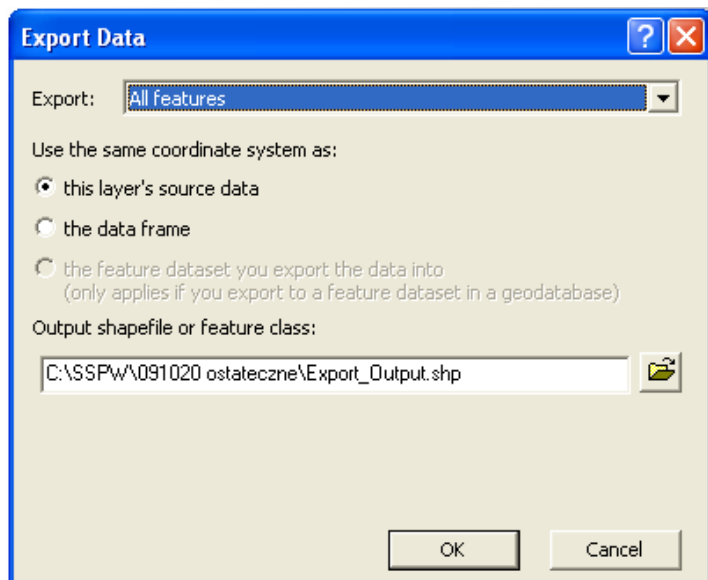 Export Data
Export: All features
Use the same coordinate system as:
this layer's source data
the data frame
the feature dataset you export the data into
(only applies if you export to a feature dataset in a geodatabase)
Output shapefile or feature class:
C:\SSPW\091020 ostateczne\Export_Output.shp
OK Cancel